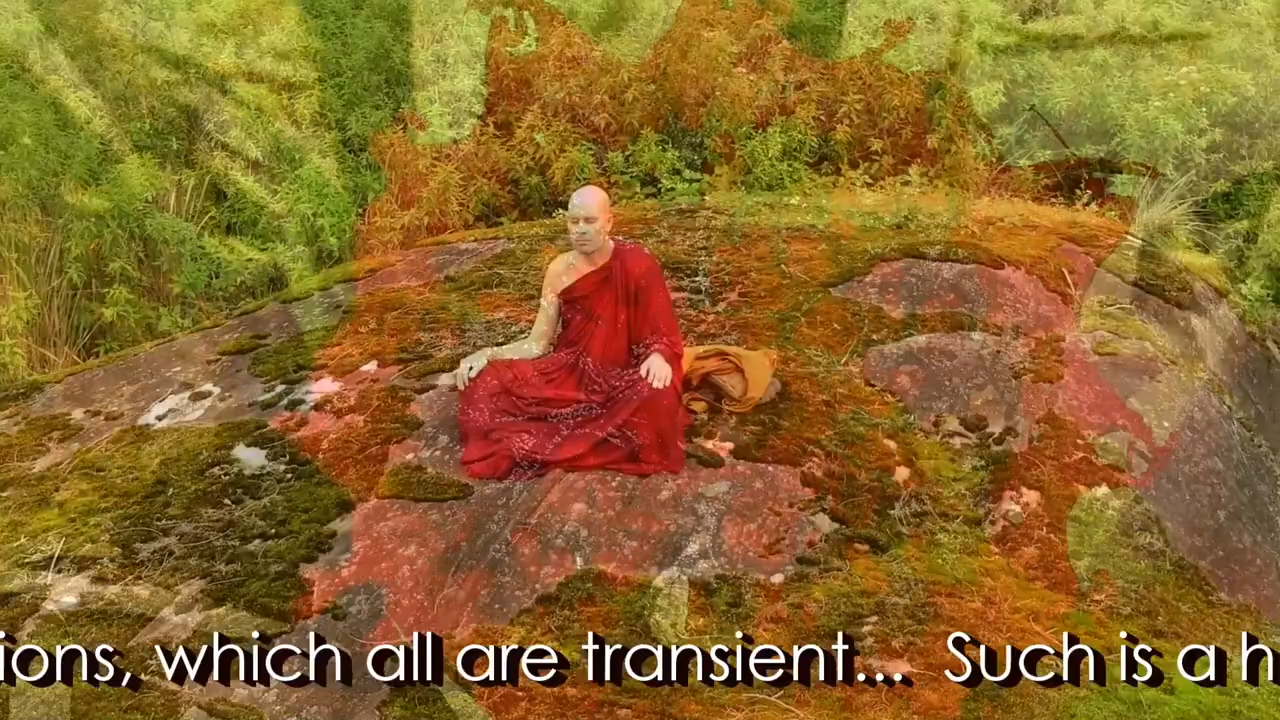 ions, which all are transient... Such is a h